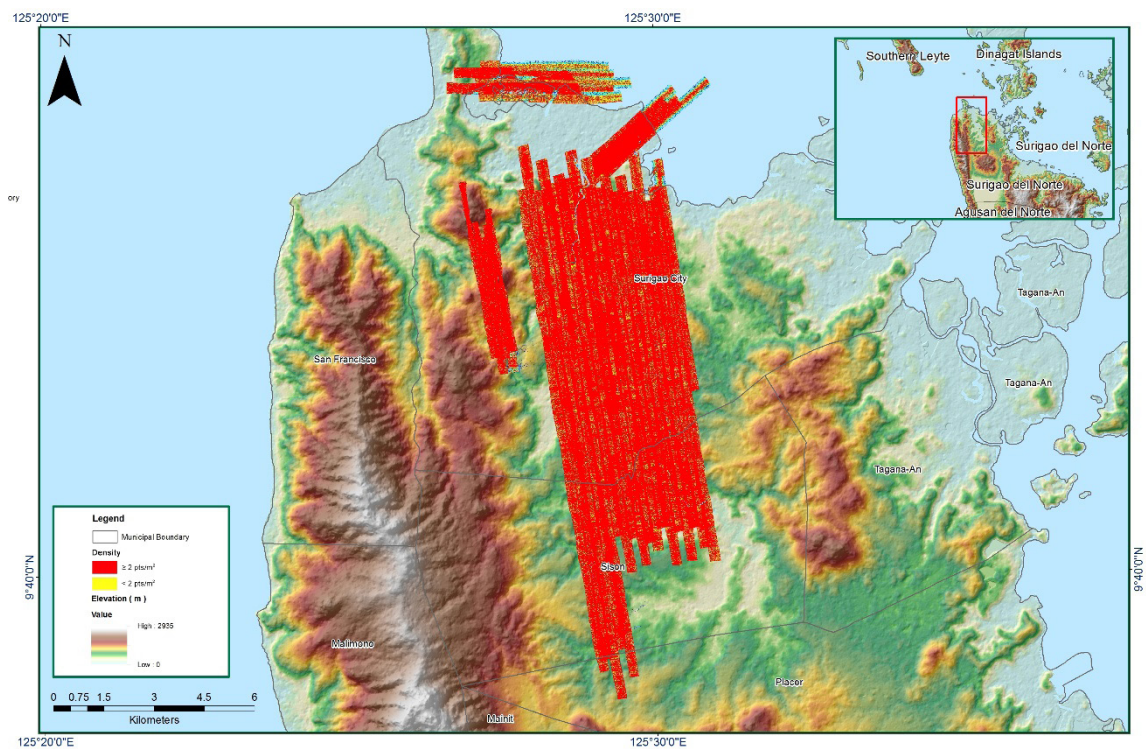 125°20'0"E
125°30'0"E
N
Southern Leyte
Dinagat Islands
Surigao del Norte
Surigao del Norte
Agusan del Norte
ory
Surigao City
Tagana-An
San Francisco
Tagana-An
Tagana-An
Legend
Municipal Boundary
Density
≥ 2 pts/m²
< 2 pts/m²
Elevation ( m )
Value
High : 2935
Low : 0
9°40'0"N
9°40'0"N
Sison
Malimono
Placer
Mainit
0 0.75 1.5 3 4.5 6
Kilometers
125°20'0"E
125°30'0"E